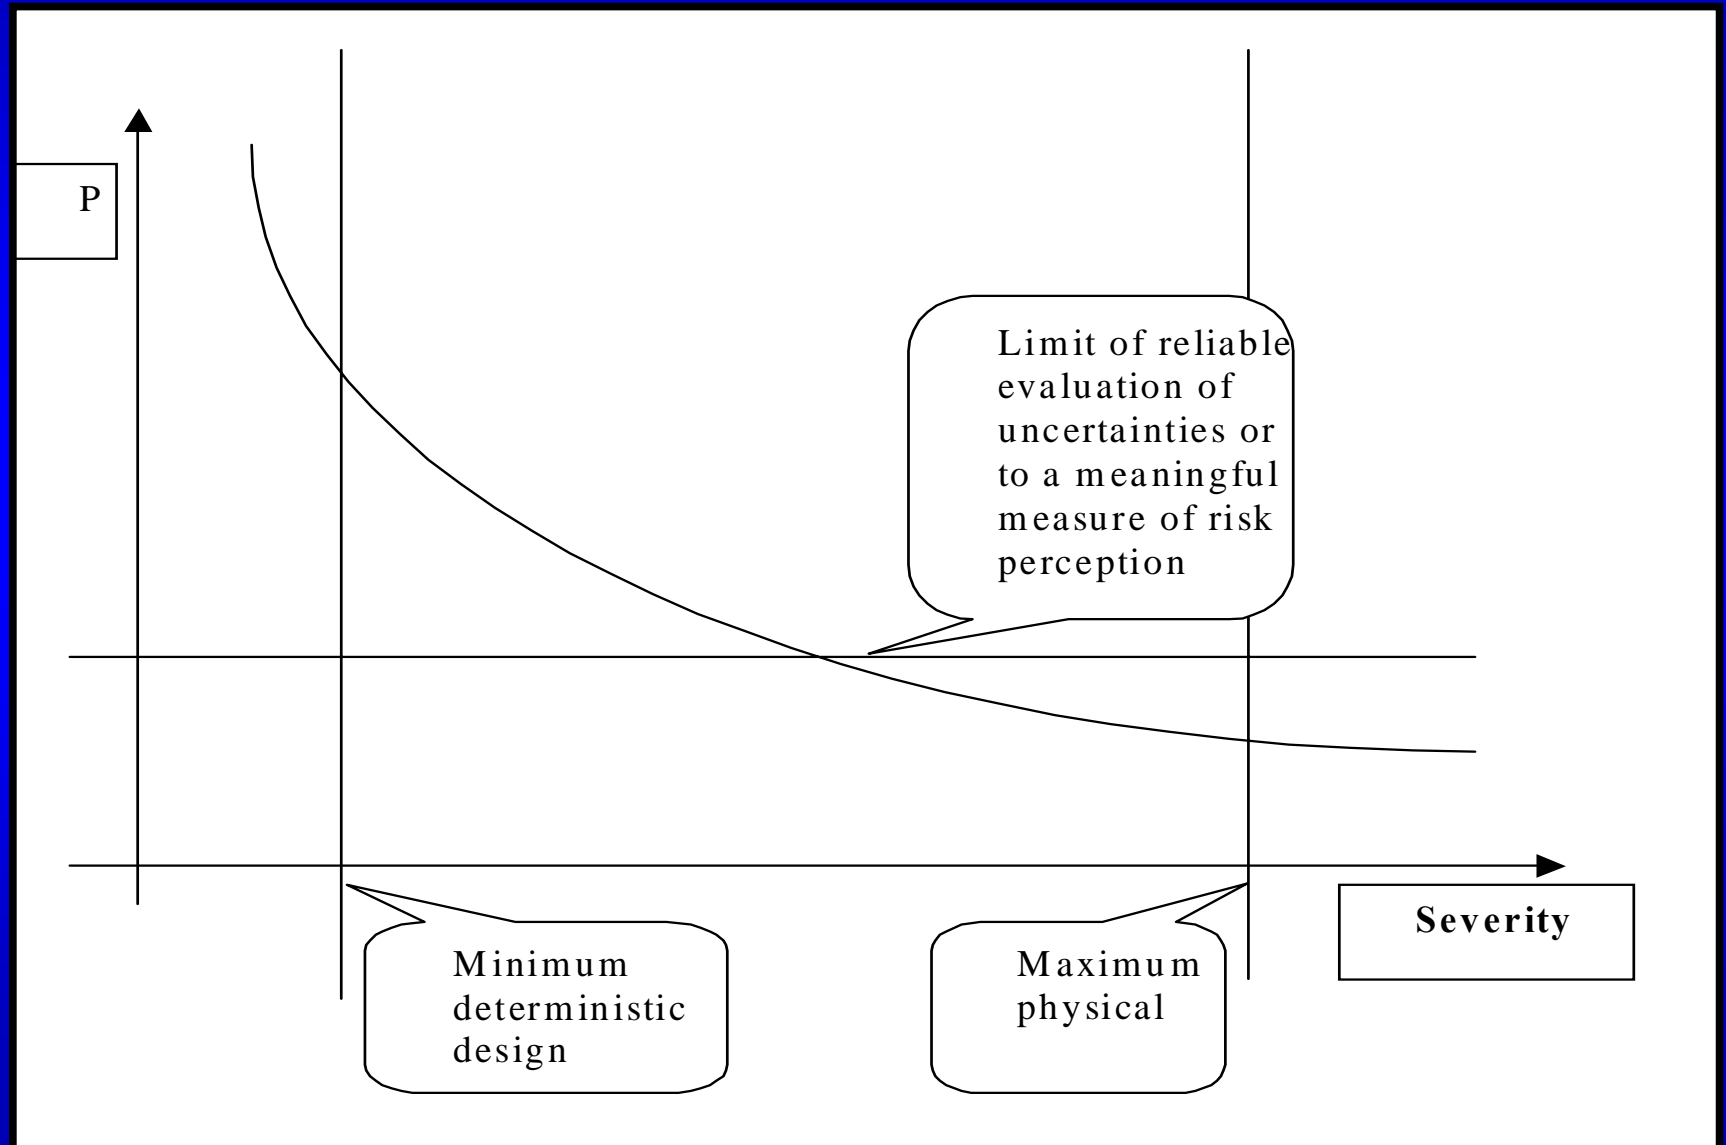 P
Limit of reliable
evaluation of
uncertainties or
to a meaningful
measure of risk
perception
Severity
Minimum
deterministic
design
Maximum
physical